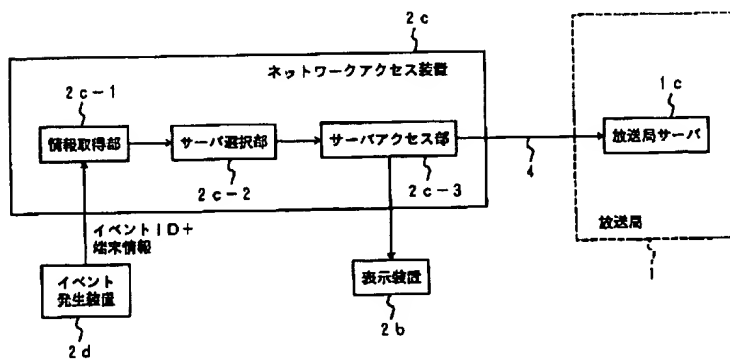 2c
ネットワークアクセス装置
2c-1
1c
情報取得部
サーバ選択部
サーバアクセス部
放送局サーバ
2c-2
2c-3
4
イベントID+
端末情報
放送局
1
イベント
発生装置
表示装置
2d
2b